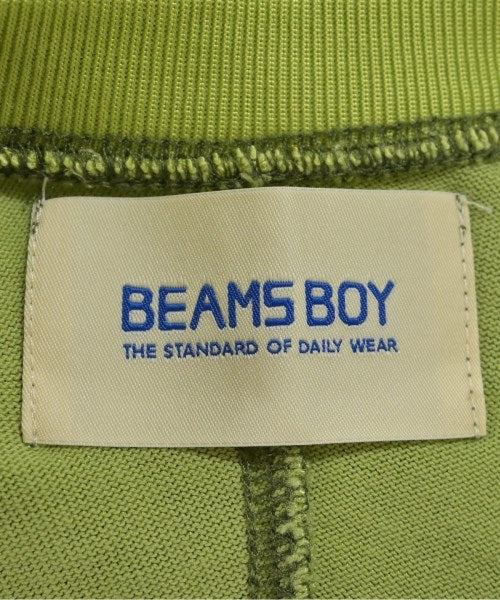 BEAMS BOY
THE STANDARD OF DAILY WEAR